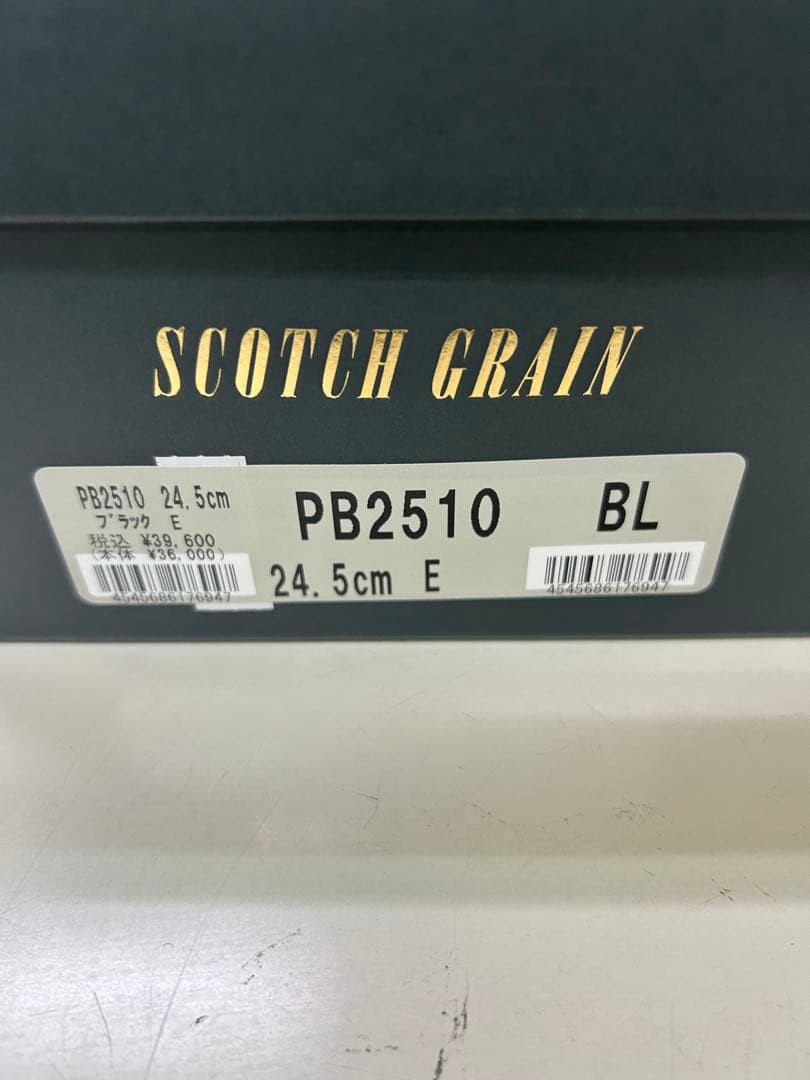 SCOTCH GRAIN
PB2510 24.5cm
ブラック E
税込 ¥39,600
(本体 ¥36,000)
4545686176947
PB2510 BL
24.5cm E
4545686176947